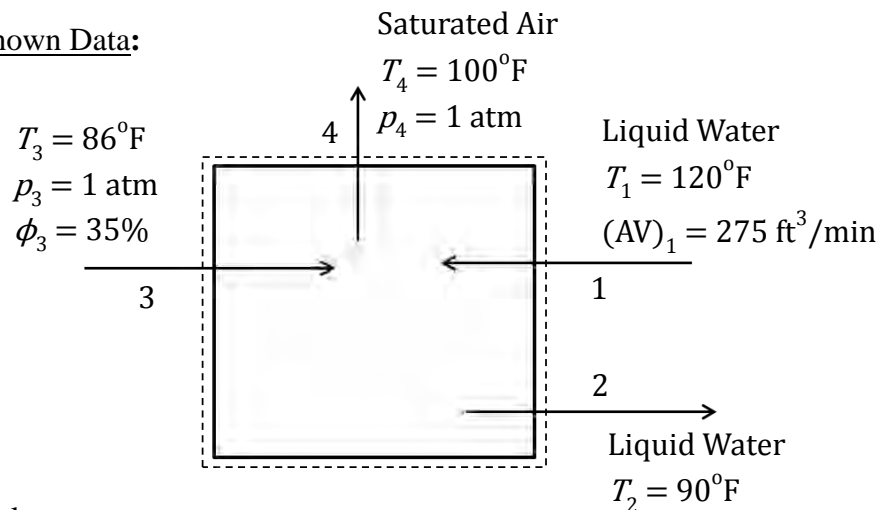 Saturated Air
nown Data:
T₄ = 100°F
p₄ = 1 atm
4
T₃ = 86°F
p₃ = 1 atm
ϕ₃ = 35%
Liquid Water
T₁ = 120°F
(AV)₁ = 275 ft³/min
3
1
2
Liquid Water
T₂ = 90°F